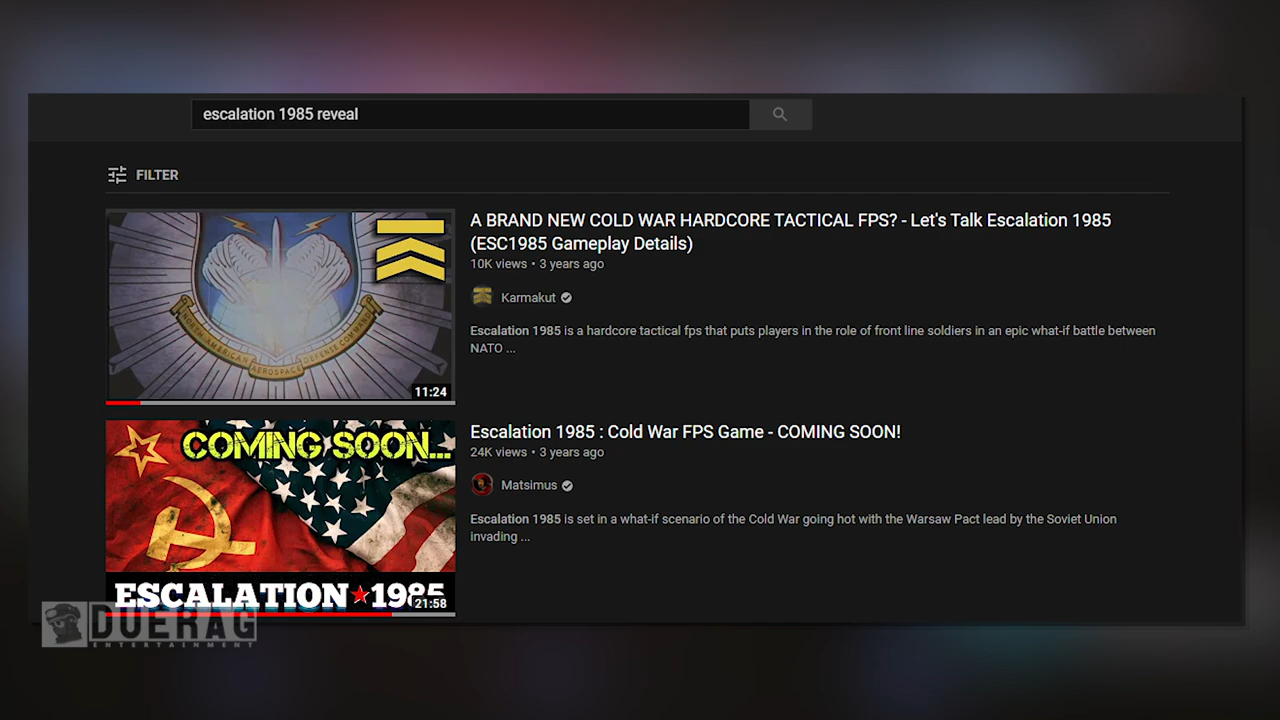 escalation 1985 reveal
FILTER
A BRAND NEW COLD WAR HARDCORE TACTICAL FPS? - Let's Talk Escalation 1985
(ESC1985 Gameplay Details)
10K views • 3 years ago
Karmakut
Escalation 1985 is a hardcore tactical fps that puts players in the role of front line soldiers in an epic what-if battle between
NATO ...
NORTH AMERICAN
AEROSPACE
DEFENSE COMMAND
11:24
COMING SOON...
ESCALATION 1985
21:58
Escalation 1985 : Cold War FPS Game - COMING SOON!
24K views • 3 years ago
Matsimus
Escalation 1985 is set in a what-if scenario of the Cold War going hot with the Warsaw Pact lead by the Soviet Union
invading ...
DUERAG
ENTERTAINMENT